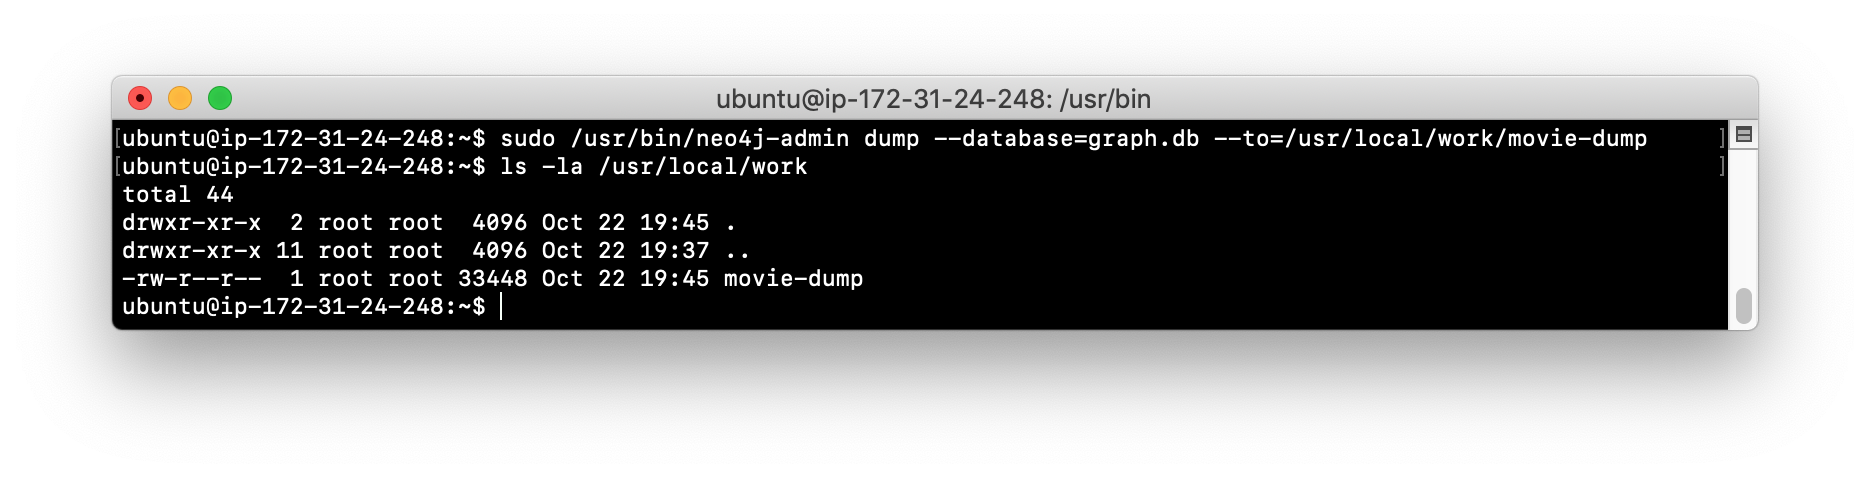 ubuntu@ip-172-31-24-248: /usr/bin
[ubuntu@ip-172-31-24-248:~$ sudo /usr/bin/neo4j-admin dump --database=graph.db --to=/usr/local/work/movie-dump ]
[ubuntu@ip-172-31-24-248:~$ ls -la /usr/local/work ]
total 44
drwxr-xr-x  2 root root  4096 Oct 22 19:45 .
drwxr-xr-x 11 root root  4096 Oct 22 19:37 ..
-rw-r--r--  1 root root 33448 Oct 22 19:45 movie-dump
ubuntu@ip-172-31-24-248:~$